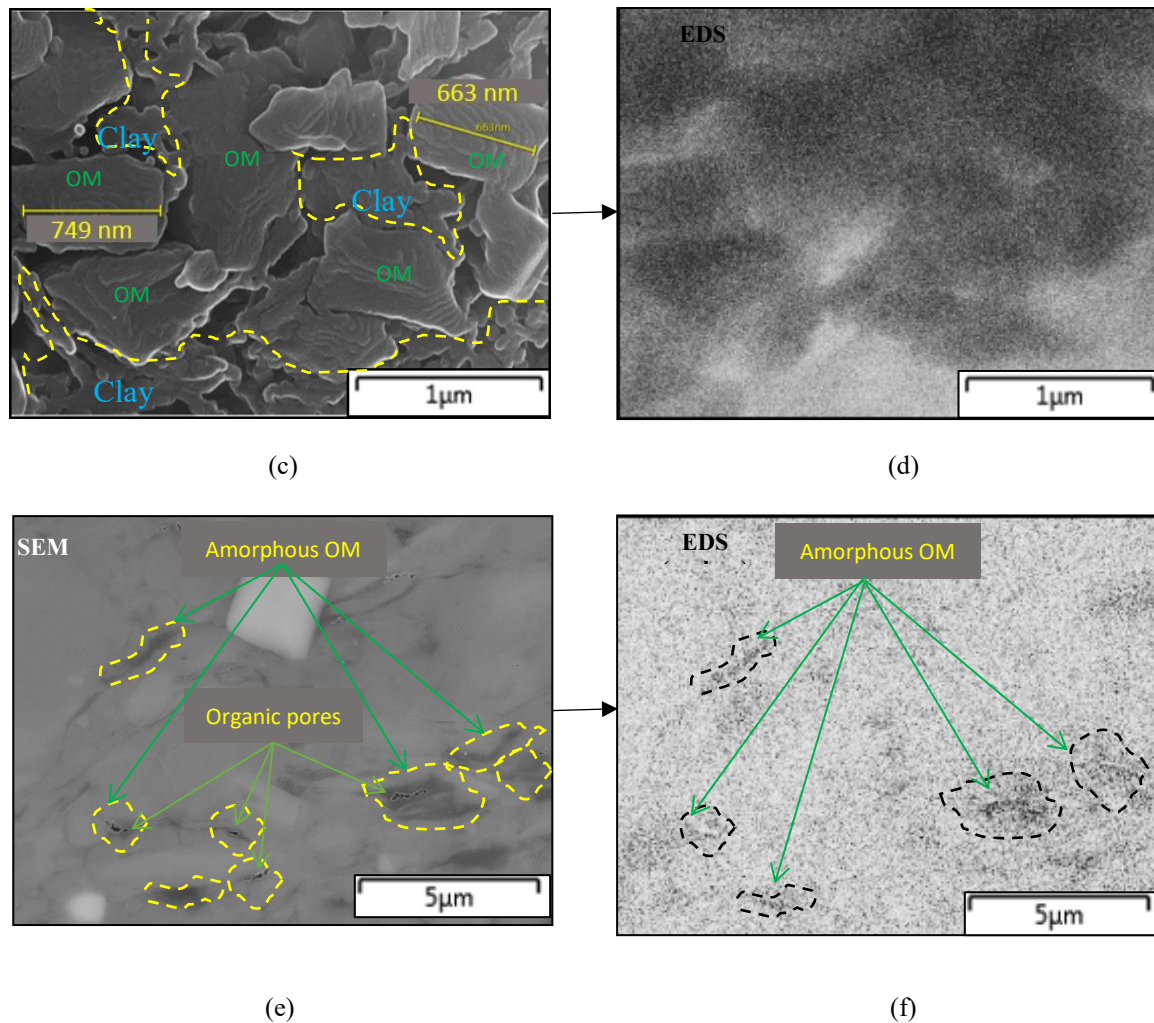 EDS
663 nm
663nm
Clay
OM
OM
OM
Clay
749 nm
OM
OM
Clay
1μm
1μm
(c)
(d)
SEM
Amorphous OM
Organic pores
5μm
EDS
Amorphous OM
5μm
(e)
(f)